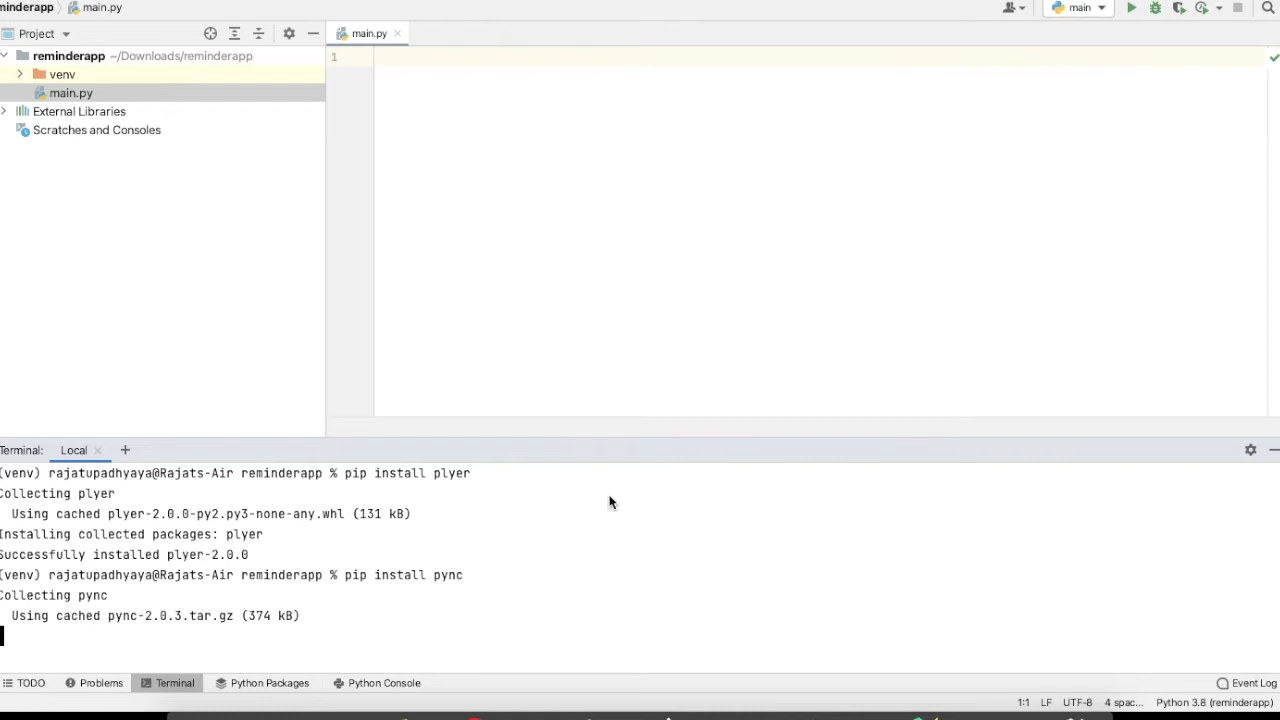 minderapp main.py main
Project main.py
reminderapp ~/Downloads/reminderapp 1
venv
main.py
External Libraries
Scratches and Consoles
Terminal: Local +
(venv) rajatupadhyaya@Rajats-Air reminderapp % pip install plyer
Collecting plyer
Using cached plyer-2.0.0-py2.py3-none-any.whl (131 kB)
Installing collected packages: plyer
Successfully installed plyer-2.0.0
(venv) rajatupadhyaya@Rajats-Air reminderapp % pip install pync
Collecting pync
Using cached pync-2.0.3.tar.gz (374 kB)
TODO Problems Terminal Python Packages Python Console Event Log
1:1 LF UTF-8 4 spac... Python 3.8 (reminderapp)